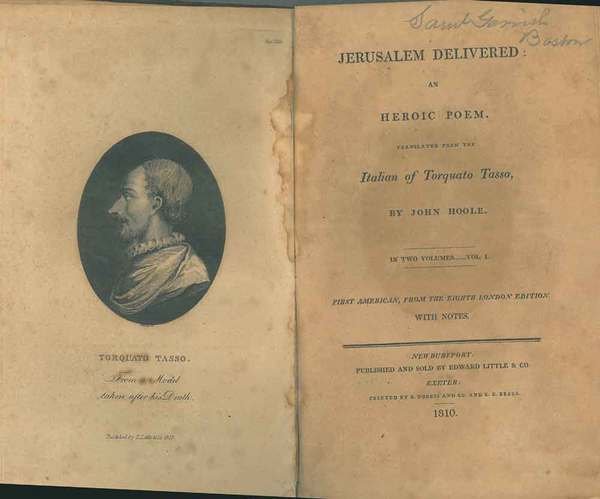 TORQUATO TASSO.
From a Model
taken after his Death.
Published by
Boston
JERUSALEM DELIVERED:
AN
HEROIC POEM.
TRANSLATED FROM THE
Italian of Torquato Tasso,
BY JOHN HOOLE.
IN TWO VOLUMES.....VOL I.
FIRST AMERICAN, FROM THE EIGHTH LONDON EDITION
WITH NOTES.
NEWBURYPORT:
PUBLISHED AND SOLD BY EDWARD LITTLE & CO
EXETER:
PRINTED BY C. NORRIS AND CO. AND E. C. BEALS.
1810.